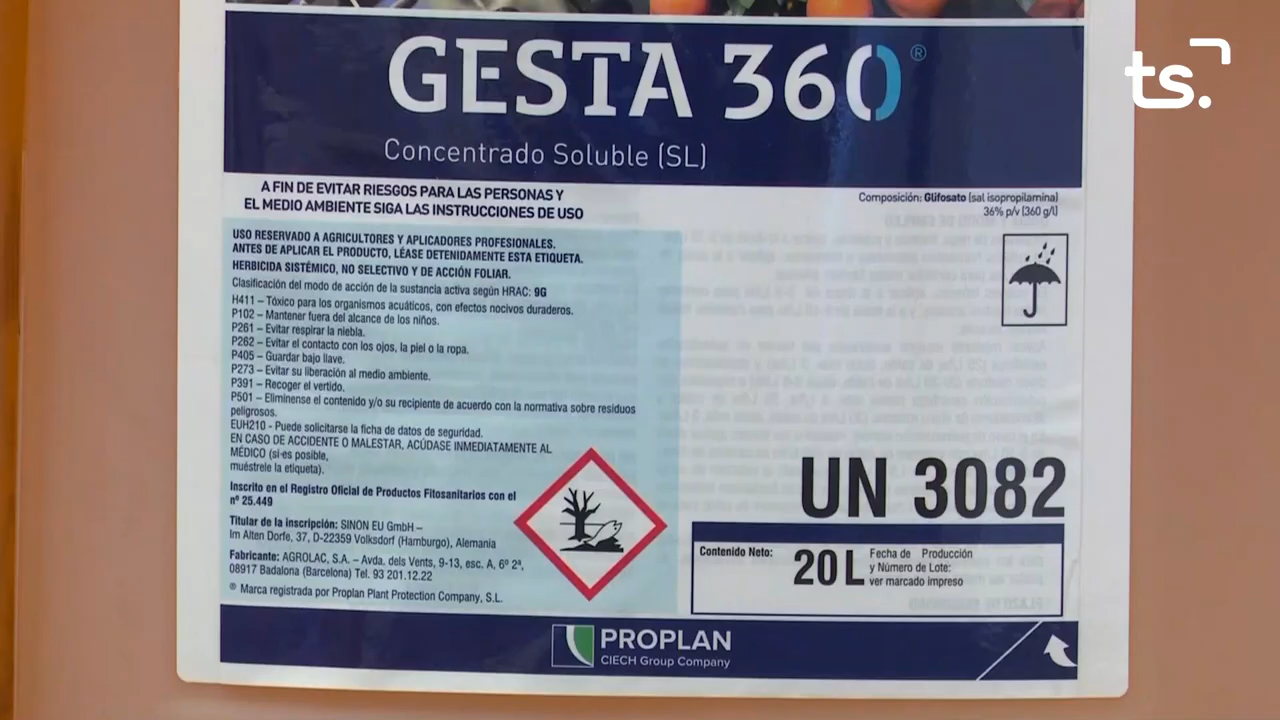 GESTA 360®
ts.
Concentrado Soluble (SL)
A FIN DE EVITAR RIESGOS PARA LAS PERSONAS Y
EL MEDIO AMBIENTE SIGA LAS INSTRUCCIONES DE USO
Composición: Glifosato (sal isopropilamina)
36% p/v (360 g/l)
USO RESERVADO A AGRICULTORES Y APLICADORES PROFESIONALES.
ANTES DE APLICAR EL PRODUCTO, LÉASE DETENIDAMENTE ESTA ETIQUETA.
HERBICIDA SISTÉMICO, NO SELECTIVO Y DE ACCIÓN FOLIAR.
Clasificación del modo de acción de la sustancia activa según HRAC: 9G
H411 – Tóxico para los organismos acuáticos, con efectos nocivos duraderos.
P102 – Mantener fuera del alcance de los niños.
P261 – Evitar respirar la niebla.
P262 – Evitar el contacto con los ojos, la piel o la ropa.
P405 – Guardar bajo llave.
P273 – Evitar su liberación al medio ambiente.
P391 – Recoger el vertido.
P501 – Elimínense el contenido y/o su recipiente de acuerdo con la normativa sobre residuos
peligrosos.
EUH210 - Puede solicitarse la ficha de datos de seguridad.
EN CASO DE ACCIDENTE O MALESTAR, ACÚDASE INMEDIATAMENTE AL
MÉDICO (si es posible,
muéstrele la etiqueta).
Inscrito en el Registro Oficial de Productos Fitosanitarios con el
nº 25.449
Titular de la inscripción: SINON EU GmbH –
Im Alten Dorfe, 37, D-22359 Volksdorf (Hamburgo), Alemania
Fabricante: AGROLAC, S.A. – Avda. dels Vents, 9-13, esc. A, 6º 2ª,
08917 Badalona (Barcelona) Tel. 93 201.12.22
® Marca registrada por Proplan Plant Protection Company, S.L.
UN 3082
Contenido Neto: 20 L
Fecha de Producción
y Número de Lote:
ver marcado impreso
PROPLAN
CIECH Group Company